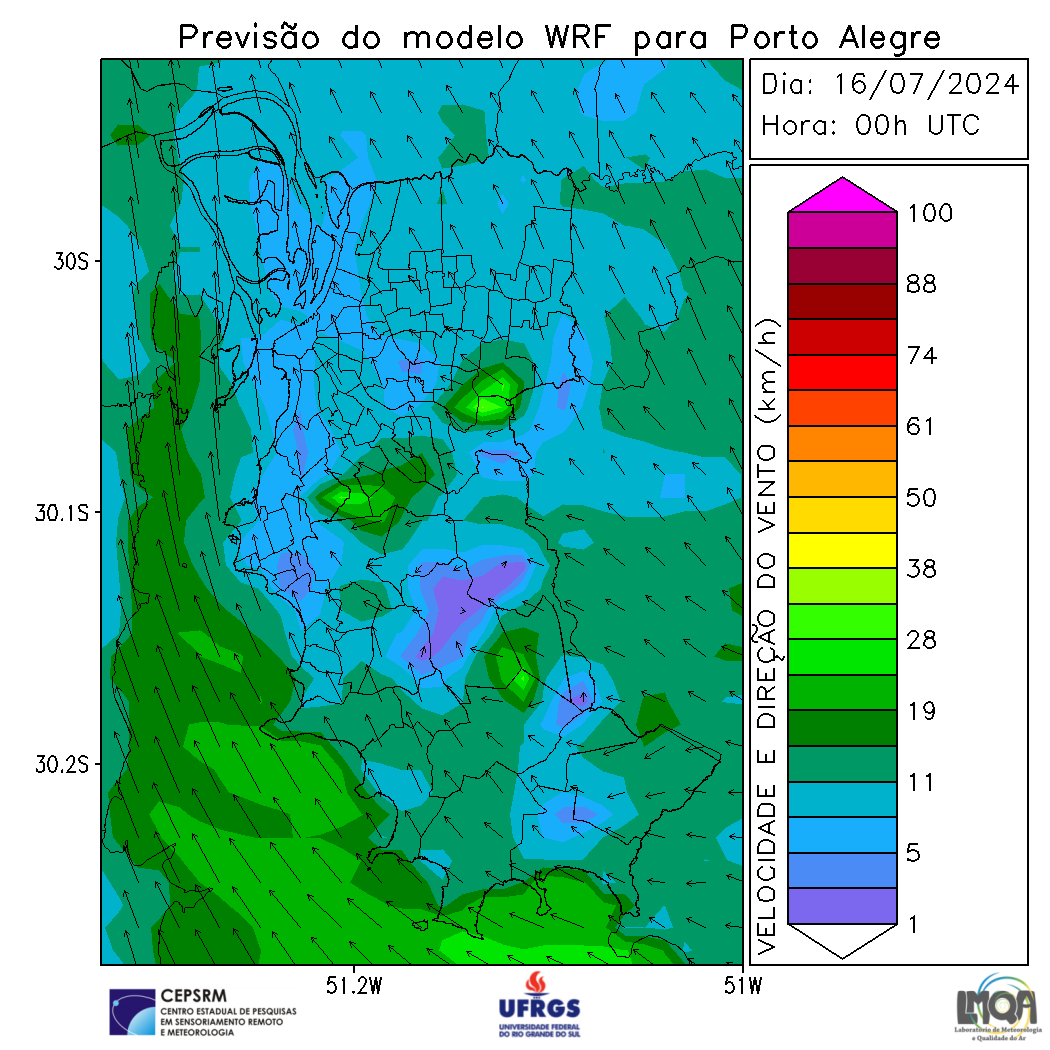 Previsão do modelo WRF para Porto Alegre
Dia: 16/07/2024
Hora: 00h UTC
30S
30.1S
30.2S
51.2W
51W
VELOCIDADE E DIREÇÃO DO VENTO (km/h)
100
88
74
61
50
38
28
19
11
5
1
CEPSRM
CENTRO ESTADUAL DE PESQUISAS
EM SENSORIAMENTO REMOTO
E METEOROLOGIA
UFRGS
UNIVERSIDADE FEDERAL
DO RIO GRANDE DO SUL
LMQA
Laboratório de Meteorologia
e Qualidade do Ar